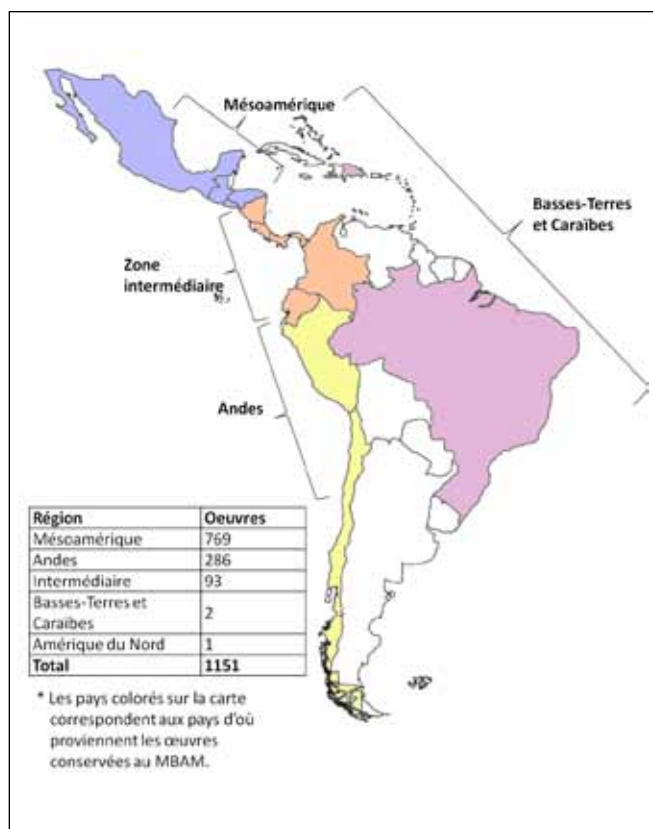 Mésoamérique
Basses-Terres
et Caraïbes
Zone
intermédiaire
Andes
Région Oeuvres
Mésoamérique 769
Andes 286
Intermédiaire 93
Basses-Terres et
Caraïbes 2
Amérique du Nord 1
Total 1151
* Les pays colorés sur la carte
correspondent aux pays d'où
proviennent les œuvres
conservées au MBAM.